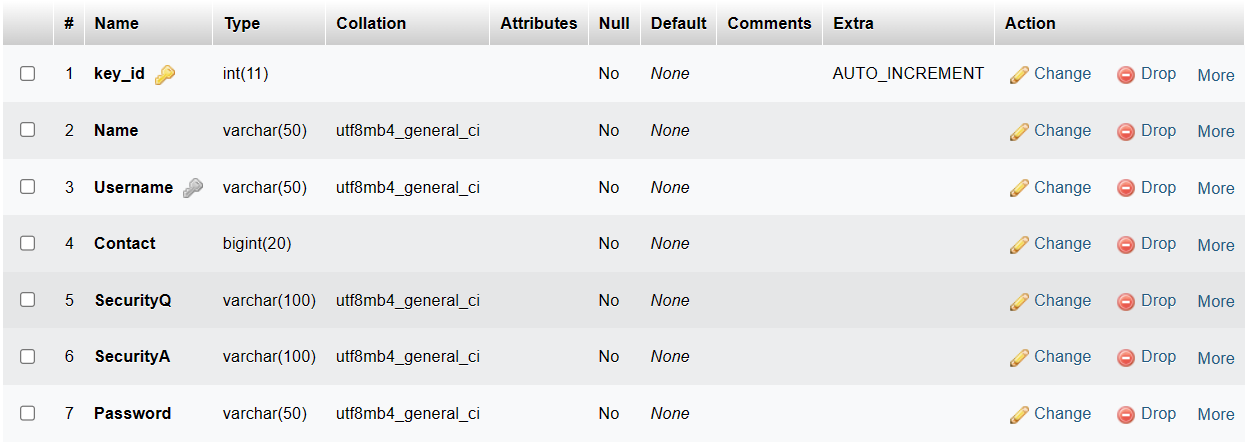 # Name Type Collation Attributes Null Default Comments Extra Action
1 key_id int(11) No None AUTO_INCREMENT Change Drop More
2 Name varchar(50) utf8mb4_general_ci No None Change Drop More
3 Username varchar(50) utf8mb4_general_ci No None Change Drop More
4 Contact bigint(20) No None Change Drop More
5 SecurityQ varchar(100) utf8mb4_general_ci No None Change Drop More
6 SecurityA varchar(100) utf8mb4_general_ci No None Change Drop More
7 Password varchar(50) utf8mb4_general_ci No None Change Drop More